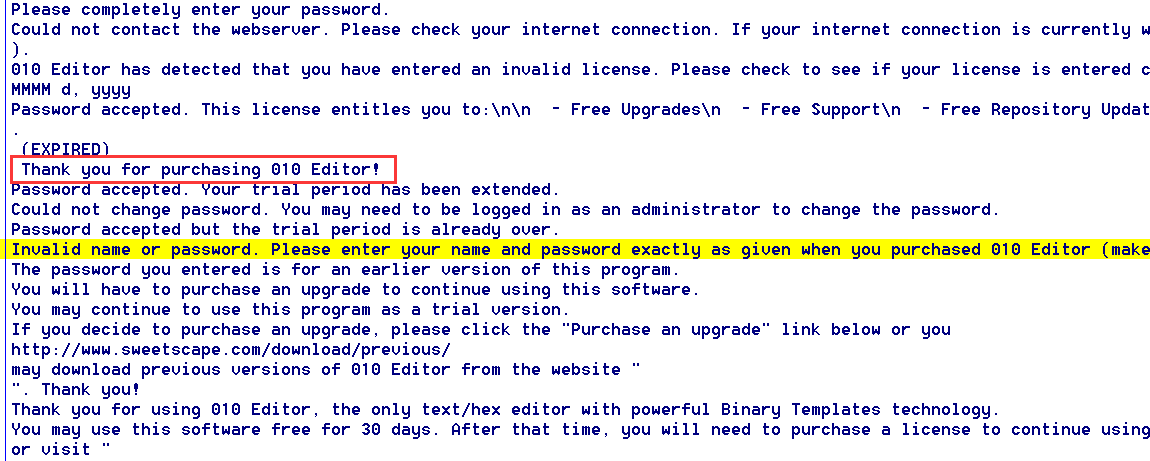 Please completely enter your password.
Could not contact the webserver. Please check your internet connection. If your internet connection is currently w
).
010 Editor has detected that you have entered an invalid license. Please check to see if your license is entered c
MMMM d, yyyy
Password accepted. This license entitles you to:\n\n  - Free Upgrades\n  - Free Support\n  - Free Repository Updat
.
(EXPIRED)
Thank you for purchasing 010 Editor!
Password accepted. Your trial period has been extended.
Could not change password. You may need to be logged in as an administrator to change the password.
Password accepted but the trial period is already over.
Invalid name or password. Please enter your name and password exactly as given when you purchased 010 Editor (make
The password you entered is for an earlier version of this program.
You will have to purchase an upgrade to continue using this software.
You may continue to use this program as a trial version.
If you decide to purchase an upgrade, please click the "Purchase an upgrade" link below or you
http://www.sweetscape.com/download/previous/
may download previous versions of 010 Editor from the website "
". Thank you!
Thank you for using 010 Editor, the only text/hex editor with powerful Binary Templates technology.
You may use this software free for 30 days. After that time, you will need to purchase a license to continue using
or visit "